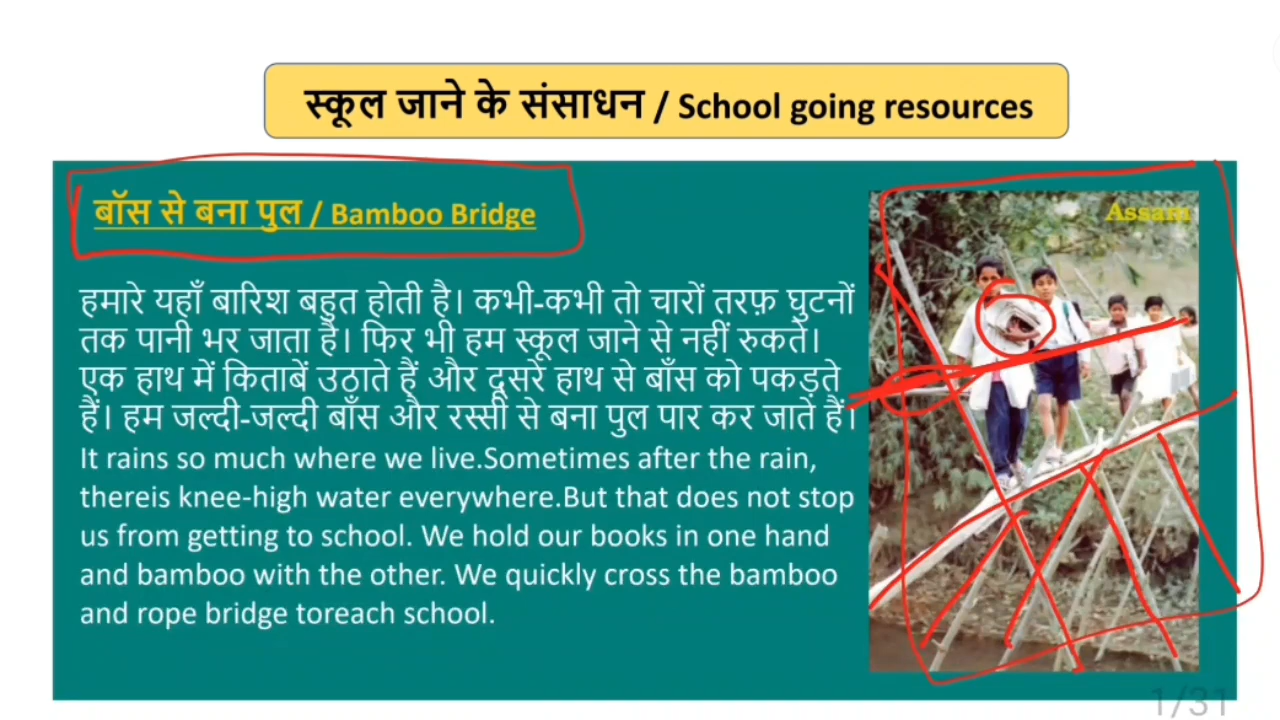 स्कूल जाने के संसाधन / School going resources
बॉस से बना पुल / Bamboo Bridge
Assam
हमारे यहाँ बारिश बहुत होती है। कभी-कभी तो चारों तरफ़ घुटनों
तक पानी भर जाता है। फिर भी हम स्कूल जाने से नहीं रुकते।
एक हाथ में किताबें उठाते हैं और दूसरे हाथ से बाँस को पकड़ते
हैं। हम जल्दी-जल्दी बाँस और रस्सी से बना पुल पार कर जाते हैं।
It rains so much where we live.Sometimes after the rain,
thereis knee-high water everywhere.But that does not stop
us from getting to school. We hold our books in one hand
and bamboo with the other. We quickly cross the bamboo
and rope bridge toreach school.
1/31